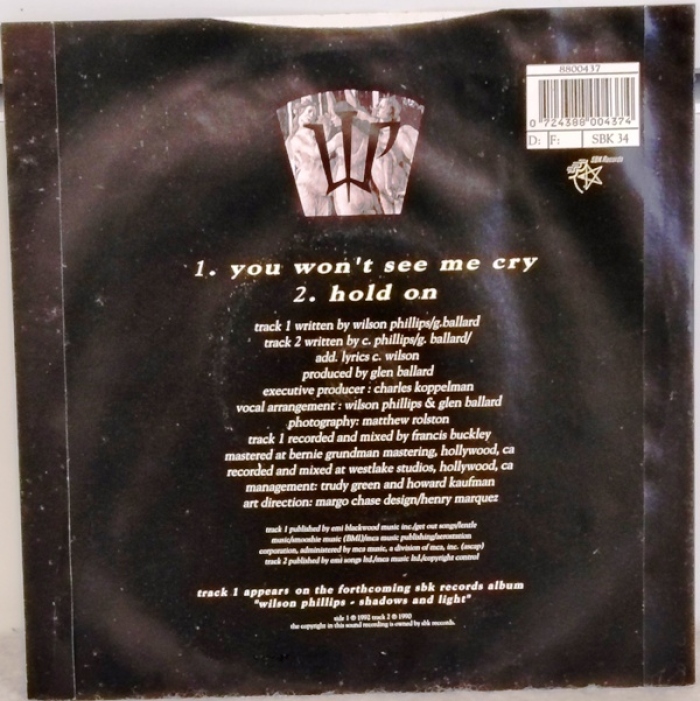 8800437
0 724388 004374
D: F: SBK 34
SBK Records
WP
1. you won't see me cry
2. hold on
track 1 written by wilson phillips/g.ballard
track 2 written by c. phillips/g. ballard/
add. lyrics c. wilson
produced by glen ballard
executive producer : charles koppelman
vocal arrangement : wilson phillips & glen ballard
photography: matthew rolston
track 1 recorded and mixed by francis buckley
mastered at bernie grundman mastering, hollywood, ca
recorded and mixed at westlake studios, hollywood, ca
management: trudy green and howard kaufman
art direction: margo chase design/henry marquez
track 1 published by emi blackwood music inc./get out songs/lentle
music/smooshie music (BMI)/mca music publishing/aerostation
corporation, administered by mca music, a division of mca, inc. (ascap)
track 2 published by emi songs ltd./mca music ltd./copyright control
track 1 appears on the forthcoming sbk records album
"wilson phillips - shadows and light"
side 1 ℗ 1992 track 2 ℗ 1990
the copyright in this sound recording is owned by sbk records.